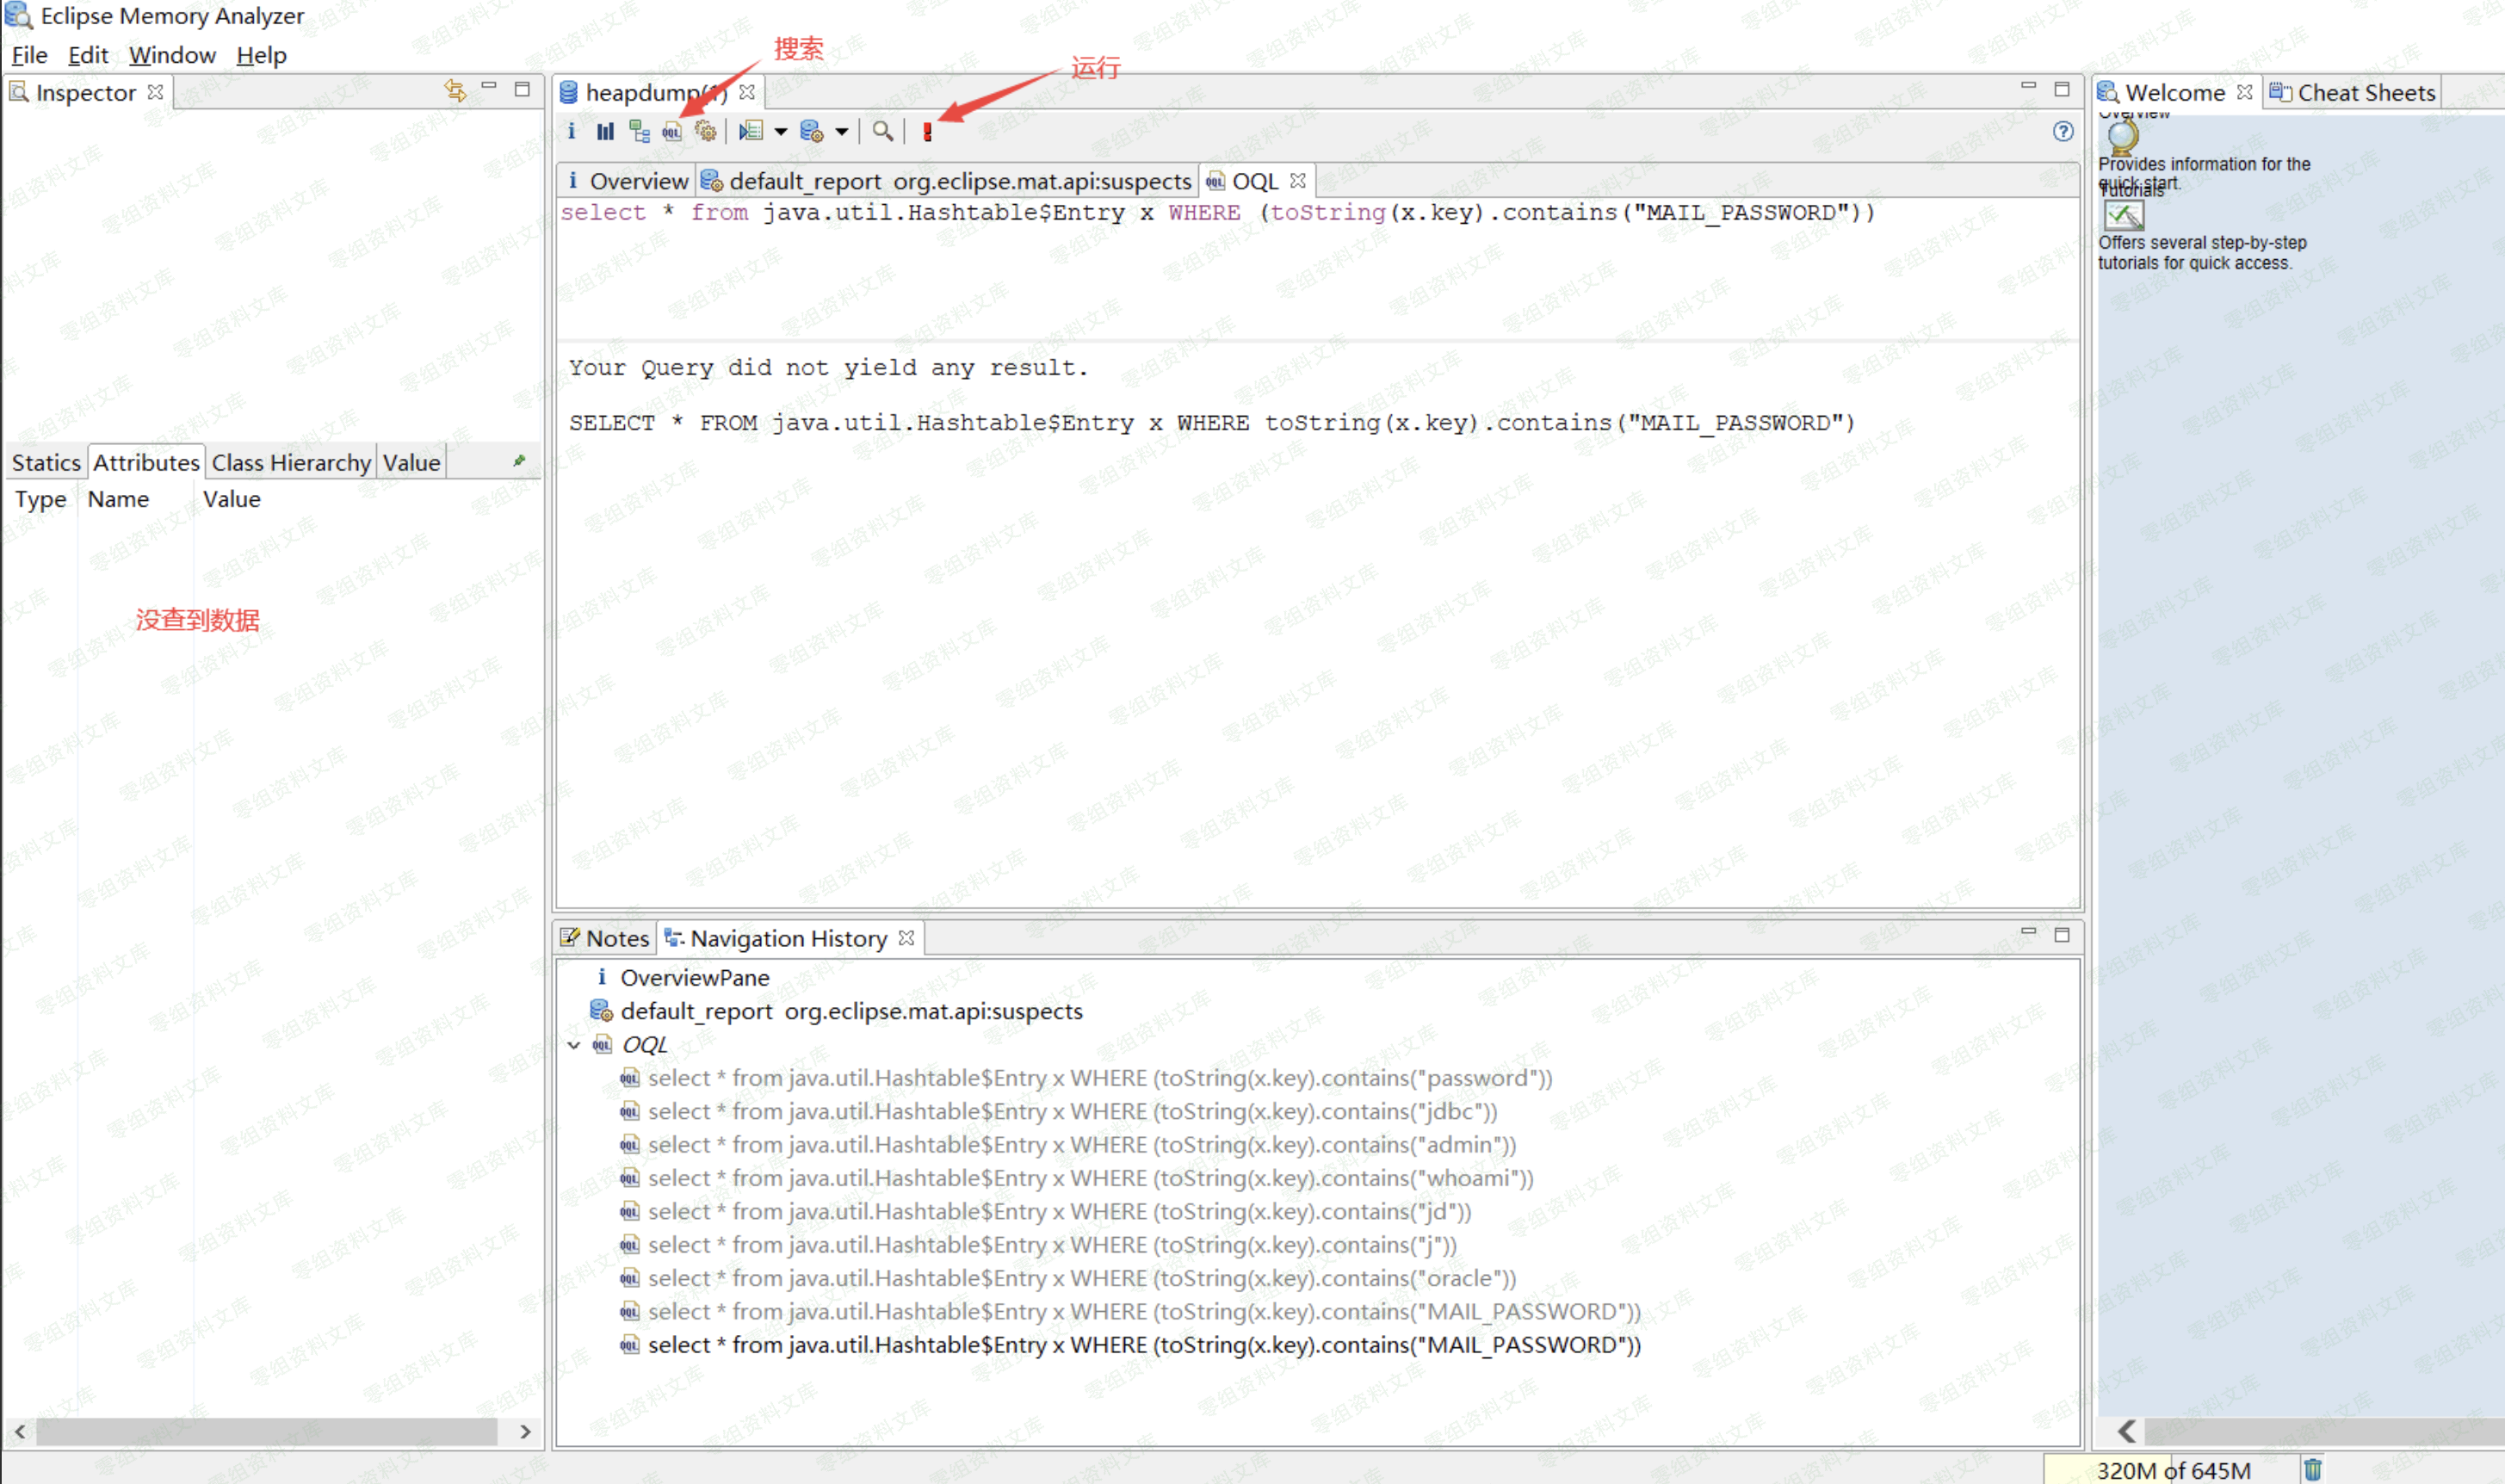 Eclipse Memory Analyzer
File Edit Window Help
搜索
运行
Inspector
heapdump(1)
Welcome
Cheat Sheets
Overview
Provides information for the
quick start.
Tutorials
Offers several step-by-step
tutorials for quick access.
Overview
default_report org.eclipse.mat.api:suspects
OQL
select * from java.util.Hashtable$Entry x WHERE (toString(x.key).contains("MAIL_PASSWORD"))
Your Query did not yield any result.
SELECT * FROM java.util.Hashtable$Entry x WHERE toString(x.key).contains("MAIL_PASSWORD")
Statics Attributes Class Hierarchy Value
Type Name Value
没查到数据
Notes
Navigation History
OverviewPane
default_report org.eclipse.mat.api:suspects
OQL
select * from java.util.Hashtable$Entry x WHERE (toString(x.key).contains("password"))
select * from java.util.Hashtable$Entry x WHERE (toString(x.key).contains("jdbc"))
select * from java.util.Hashtable$Entry x WHERE (toString(x.key).contains("admin"))
select * from java.util.Hashtable$Entry x WHERE (toString(x.key).contains("whoami"))
select * from java.util.Hashtable$Entry x WHERE (toString(x.key).contains("jd"))
select * from java.util.Hashtable$Entry x WHERE (toString(x.key).contains("j"))
select * from java.util.Hashtable$Entry x WHERE (toString(x.key).contains("oracle"))
select * from java.util.Hashtable$Entry x WHERE (toString(x.key).contains("MAIL_PASSWORD"))
select * from java.util.Hashtable$Entry x WHERE (toString(x.key).contains("MAIL_PASSWORD"))
320M of 645M
零组资料文库